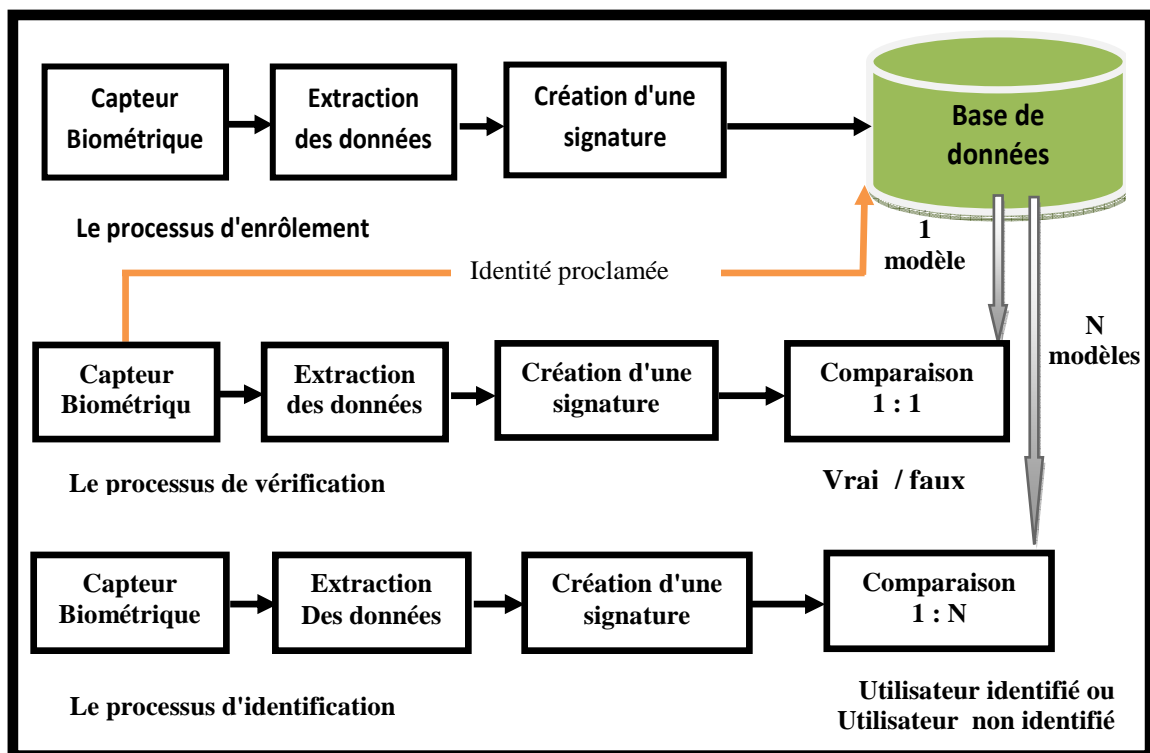 Capteur
Biométrique
Extraction
des données
Création d'une
signature
Base de
données
Le processus d'enrôlement
1
modèle
Identité proclamée
N
modèles
Capteur
Biométriqu
Extraction
des données
Création d'une
signature
Comparaison
1 : 1
Le processus de vérification
Vrai / faux
Capteur
Biométrique
Extraction
Des données
Création d'une
signature
Comparaison
1 : N
Le processus d'identification
Utilisateur identifié ou
Utilisateur non identifié